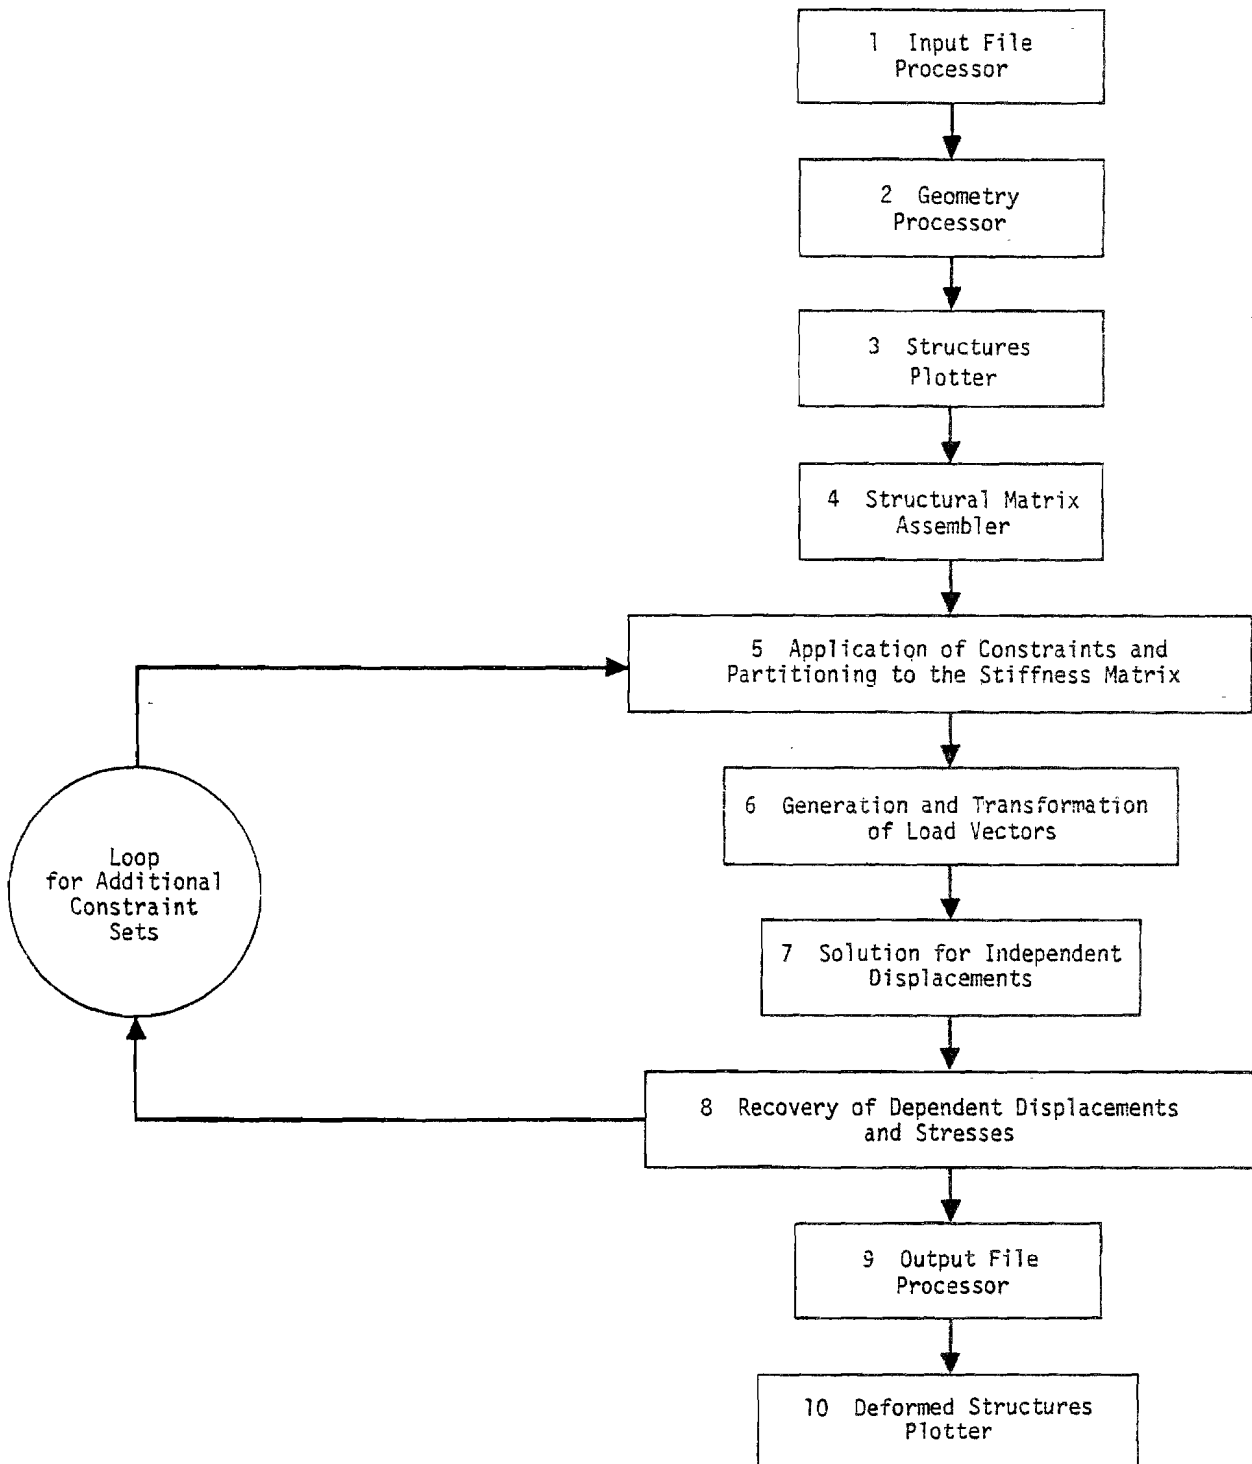 1 Input File
Processor
2 Geometry
Processor
3 Structures
Plotter
4 Structural Matrix
Assembler
5 Application of Constraints and
Partitioning to the Stiffness Matrix
6 Generation and Transformation
of Load Vectors
Loop
for Additional
Constraint
Sets
7 Solution for Independent
Displacements
8 Recovery of Dependent Displacements
and Stresses
9 Output File
Processor
10 Deformed Structures
Plotter